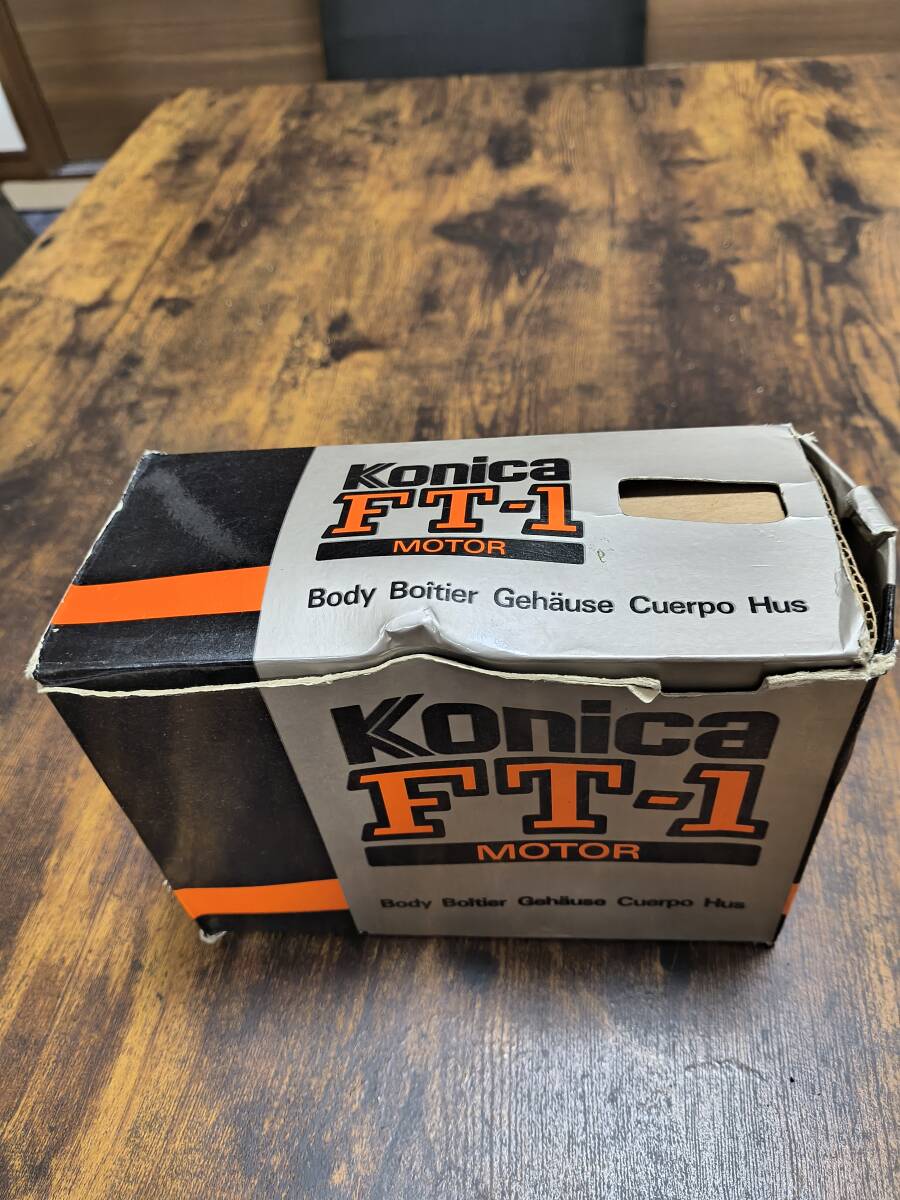 Konica
FT-1
MOTOR
Body Boîtier Gehäuse Cuerpo Hus
Konica
FT-1
MOTOR
Body Boîtier Gehäuse Cuerpo Hus